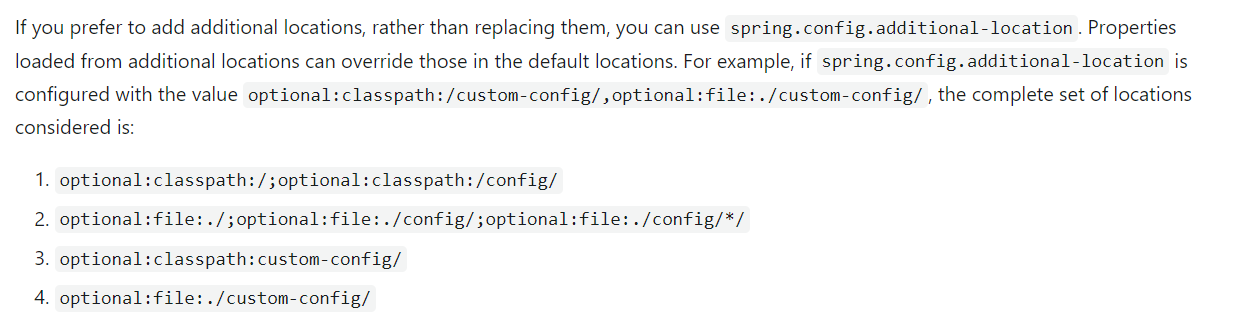 If you prefer to add additional locations, rather than replacing them, you can use spring.config.additional-location . Properties
loaded from additional locations can override those in the default locations. For example, if spring.config.additional-location is
configured with the value optional:classpath:/custom-config/,optional:file:./custom-config/ , the complete set of locations
considered is:
1. optional:classpath:/;optional:classpath:/config/
2. optional:file:./;optional:file:./config/;optional:file:./config/*/
3. optional:classpath:custom-config/
4. optional:file:./custom-config/